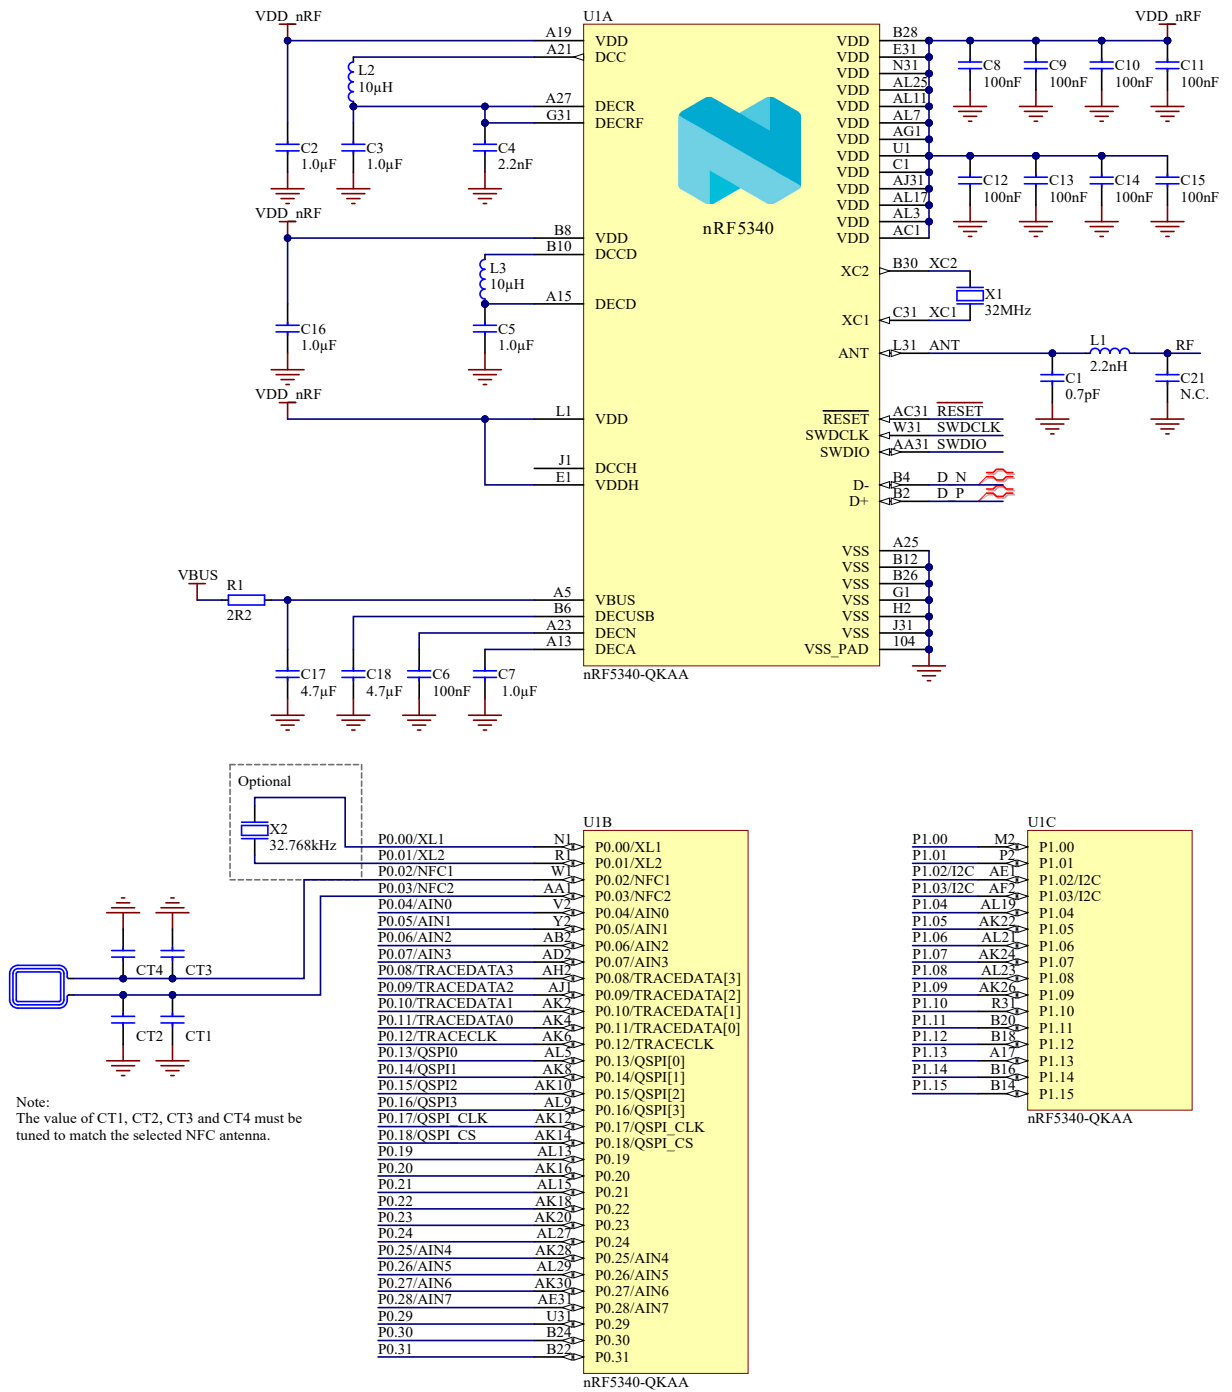 VDD_nRF
U1A
VDD_nRF
A19 VDD
A21 DCC
L2
10µH
A27 DECR
G31 DECRF
C2
1.0µF
C3
1.0µF
C4
2.2nF
VDD_nRF
B8 VDD
B10 DCCD
L3
10µH
A15 DECD
C16
1.0µF
C5
1.0µF
VDD_nRF
L1 VDD
J1 DCCH
E1 VDDH
VBUS
R1
2R2
A5 VBUS
B6 DECUSB
A23 DECN
A13 DECA
C17
4.7µF
C18
4.7µF
C6
100nF
C7
1.0µF
nRF5340
VDD B28
VDD E31
VDD N31
VDD AL25
VDD AL11
VDD AL7
VDD AG1
VDD U1
VDD C1
VDD AJ31
VDD AL17
VDD AL3
VDD AC1
C8
100nF
C9
100nF
C10
100nF
C11
100nF
C12
100nF
C13
100nF
C14
100nF
C15
100nF
XC2 B30 XC2
X1
32MHz
XC1 C31 XC1
ANT L31 ANT
L1
2.2nH
RF
C1
0.7pF
C21
N.C.
RESET AC31 RESET
SWDCLK W31 SWDCLK
SWDIO AA31 SWDIO
D- B4 D_N
D+ B2 D_P
VSS A25
VSS B12
VSS B26
VSS G1
VSS H2
VSS J31
VSS_PAD 104
nRF5340-QKAA
Optional
X2
32.768kHz
U1B
P0.00/XL1 N1 P0.00/XL1
P0.01/XL2 R1 P0.01/XL2
P0.02/NFC1 W1 P0.02/NFC1
P0.03/NFC2 AA1 P0.03/NFC2
P0.04/AIN0 V2 P0.04/AIN0
P0.05/AIN1 Y2 P0.05/AIN1
P0.06/AIN2 AB2 P0.06/AIN2
P0.07/AIN3 AD2 P0.07/AIN3
P0.08/TRACEDATA3 AH2 P0.08/TRACEDATA[3]
P0.09/TRACEDATA2 AJ1 P0.09/TRACEDATA[2]
P0.10/TRACEDATA1 AK2 P0.10/TRACEDATA[1]
P0.11/TRACEDATA0 AK4 P0.11/TRACEDATA[0]
P0.12/TRACECLK AK6 P0.12/TRACECLK
P0.13/QSPI0 AL5 P0.13/QSPI[0]
P0.14/QSPI1 AK8 P0.14/QSPI[1]
P0.15/QSPI2 AK10 P0.15/QSPI[2]
P0.16/QSPI3 AL9 P0.16/QSPI[3]
P0.17/QSPI_CLK AK12 P0.17/QSPI_CLK
P0.18/QSPI_CS AK14 P0.18/QSPI_CS
P0.19 AL13 P0.19
P0.20 AK16 P0.20
P0.21 AL15 P0.21
P0.22 AK18 P0.22
P0.23 AK20 P0.23
P0.24 AL27 P0.24
P0.25/AIN4 AK28 P0.25/AIN4
P0.26/AIN5 AL29 P0.26/AIN5
P0.27/AIN6 AK30 P0.27/AIN6
P0.28/AIN7 AE31 P0.28/AIN7
P0.29 U31 P0.29
P0.30 B24 P0.30
P0.31 B22 P0.31
nRF5340-QKAA
CT4
CT3
CT2
CT1
Note:
The value of CT1, CT2, CT3 and CT4 must be
tuned to match the selected NFC antenna.
U1C
P1.00 M2 P1.00
P1.01 P2 P1.01
P1.02/I2C AE1 P1.02/I2C
P1.03/I2C AF2 P1.03/I2C
P1.04 AL19 P1.04
P1.05 AK22 P1.05
P1.06 AL21 P1.06
P1.07 AK24 P1.07
P1.08 AL23 P1.08
P1.09 AK26 P1.09
P1.10 R31 P1.10
P1.11 B20 P1.11
P1.12 B18 P1.12
P1.13 A17 P1.13
P1.14 B16 P1.14
P1.15 B14 P1.15
nRF5340-QKAA